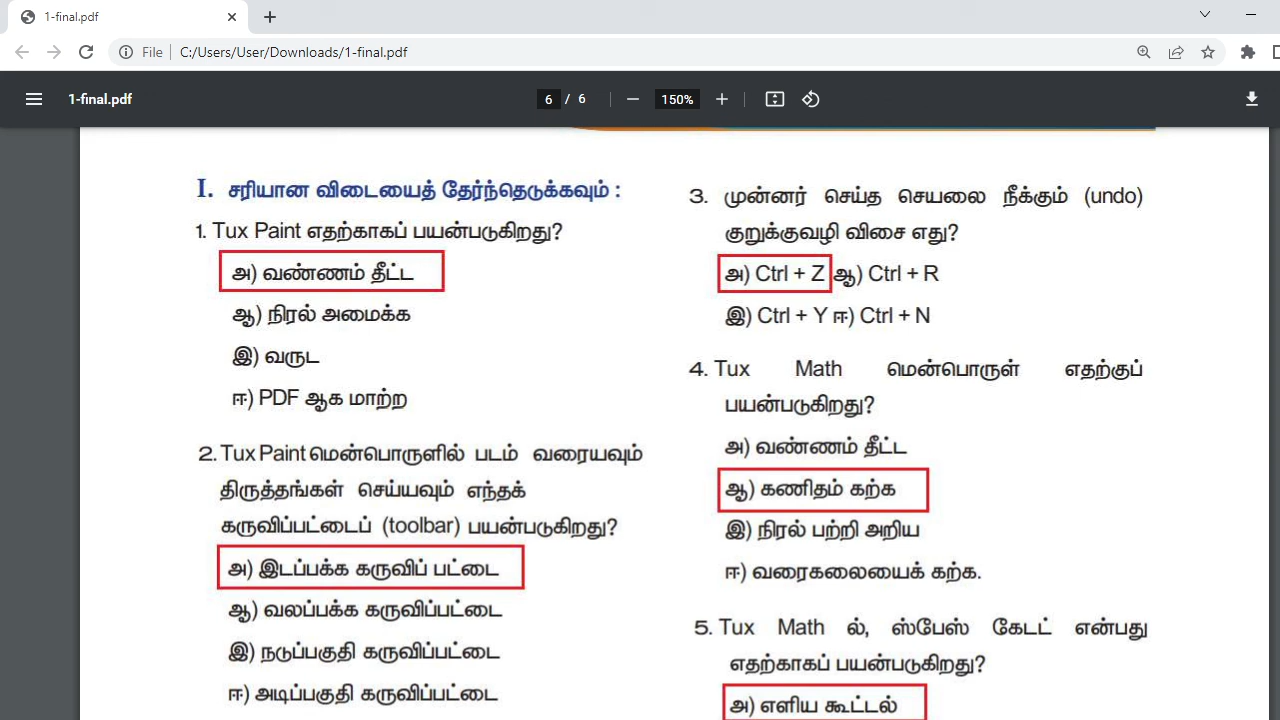 1-final.pdf
File
C:/Users/User/Downloads/1-final.pdf
1-final.pdf
6 / 6
150%
I. சரியான விடையைத் தேர்ந்தெடுக்கவும் :
1. Tux Paint எதற்காகப் பயன்படுகிறது?
அ) வண்ணம் தீட்ட
ஆ) நிரல் அமைக்க
இ) வருட
ஈ) PDF ஆக மாற்ற
2. Tux Paint மென்பொருளில் படம் வரையவும்
திருத்தங்கள் செய்யவும் எந்தக்
கருவிப்பட்டைப் (toolbar) பயன்படுகிறது?
அ) இடப்பக்க கருவிப் பட்டை
ஆ) வலப்பக்க கருவிப்பட்டை
இ) நடுப்பகுதி கருவிப்பட்டை
ஈ) அடிப்பகுதி கருவிப்பட்டை
3. முன்னர் செய்த செயலை நீக்கும் (undo)
குறுக்குவழி விசை எது?
அ) Ctrl + Z ஆ) Ctrl + R
இ) Ctrl + Y ஈ) Ctrl + N
4. Tux Math மென்பொருள் எதற்குப்
பயன்படுகிறது?
அ) வண்ணம் தீட்ட
ஆ) கணிதம் கற்க
இ) நிரல் பற்றி அறிய
ஈ) வரைகலையைக் கற்க.
5. Tux Math ல், ஸ்பேஸ் கேடட் என்பது
எதற்காகப் பயன்படுகிறது?
அ) எளிய கூட்டல்